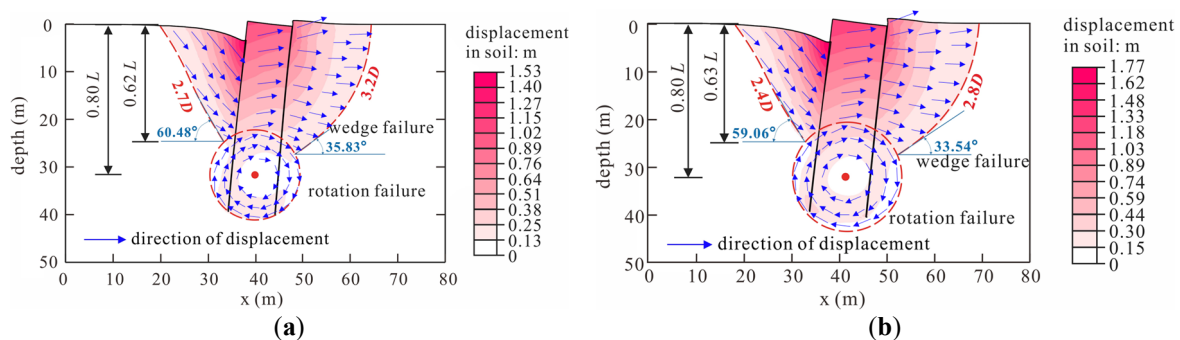 displacement
in soil: m
1.53
1.40
1.27
1.15
1.02
0.89
0.76
0.64
0.51
0.38
0.25
0.13
0
0
10
20
30
40
50
depth (m)
0.80 L
0.62 L
2.7D
3.2D
60.48°
wedge failure
35.83°
rotation failure
direction of displacement
0 10 20 30 40 50 60 70 80
x (m)
(a)
displacement
in soil: m
1.77
1.62
1.48
1.33
1.18
1.03
0.89
0.74
0.59
0.44
0.30
0.15
0
0
10
20
30
40
50
depth (m)
0.80 L
0.63 L
2.4D
2.8D
59.06°
33.54°
wedge failure
rotation failure
direction of displacement
0 10 20 30 40 50 60 70 80
x (m)
(b)